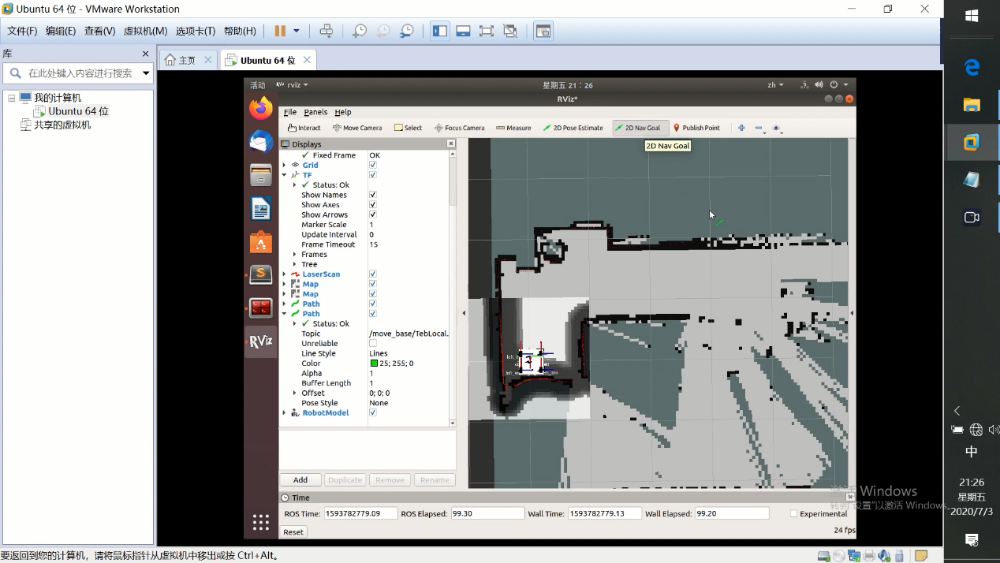 Ubuntu 64 位 - VMware Workstation
文件(F) 编辑(E) 查看(V) 虚拟机(M) 选项卡(T) 帮助(H)
库
在此处键入内容进行搜索
我的计算机
Ubuntu 64 位
共享的虚拟机
主页
Ubuntu 64 位
活动
rviz
星期五 21：26
zh
RViz*
File Panels Help
Interact Move Camera Select Focus Camera Measure 2D Pose Estimate 2D Nav Goal Publish Point
2D Nav Goal
Displays
Fixed Frame OK
Grid
TF
Status: Ok
Show Names
Show Axes
Show Arrows
Marker Scale 1
Update Interval 0
Frame Timeout 15
Frames
Tree
LaserScan
Map
Map
Path
Path
Status: Ok
Topic /move_base/TebLocal.
Unreliable
Line Style Lines
Color 25; 255; 0
Alpha 1
Buffer Length 1
Offset 0; 0; 0
Pose Style None
RobotModel
Add Duplicate Remove Rename
RViz
Time
ROS Time: 1593782779.09 ROS Elapsed: 99.30 Wall Time: 1593782779.13 Wall Elapsed: 99.20 Experimental
Reset
24 fps
Windows
转到"设置"以激活 Windows。
中
21:26
星期五
2020/7/3
要返回到您的计算机，请将鼠标指针从虚拟机中移出或按 Ctrl+Alt。